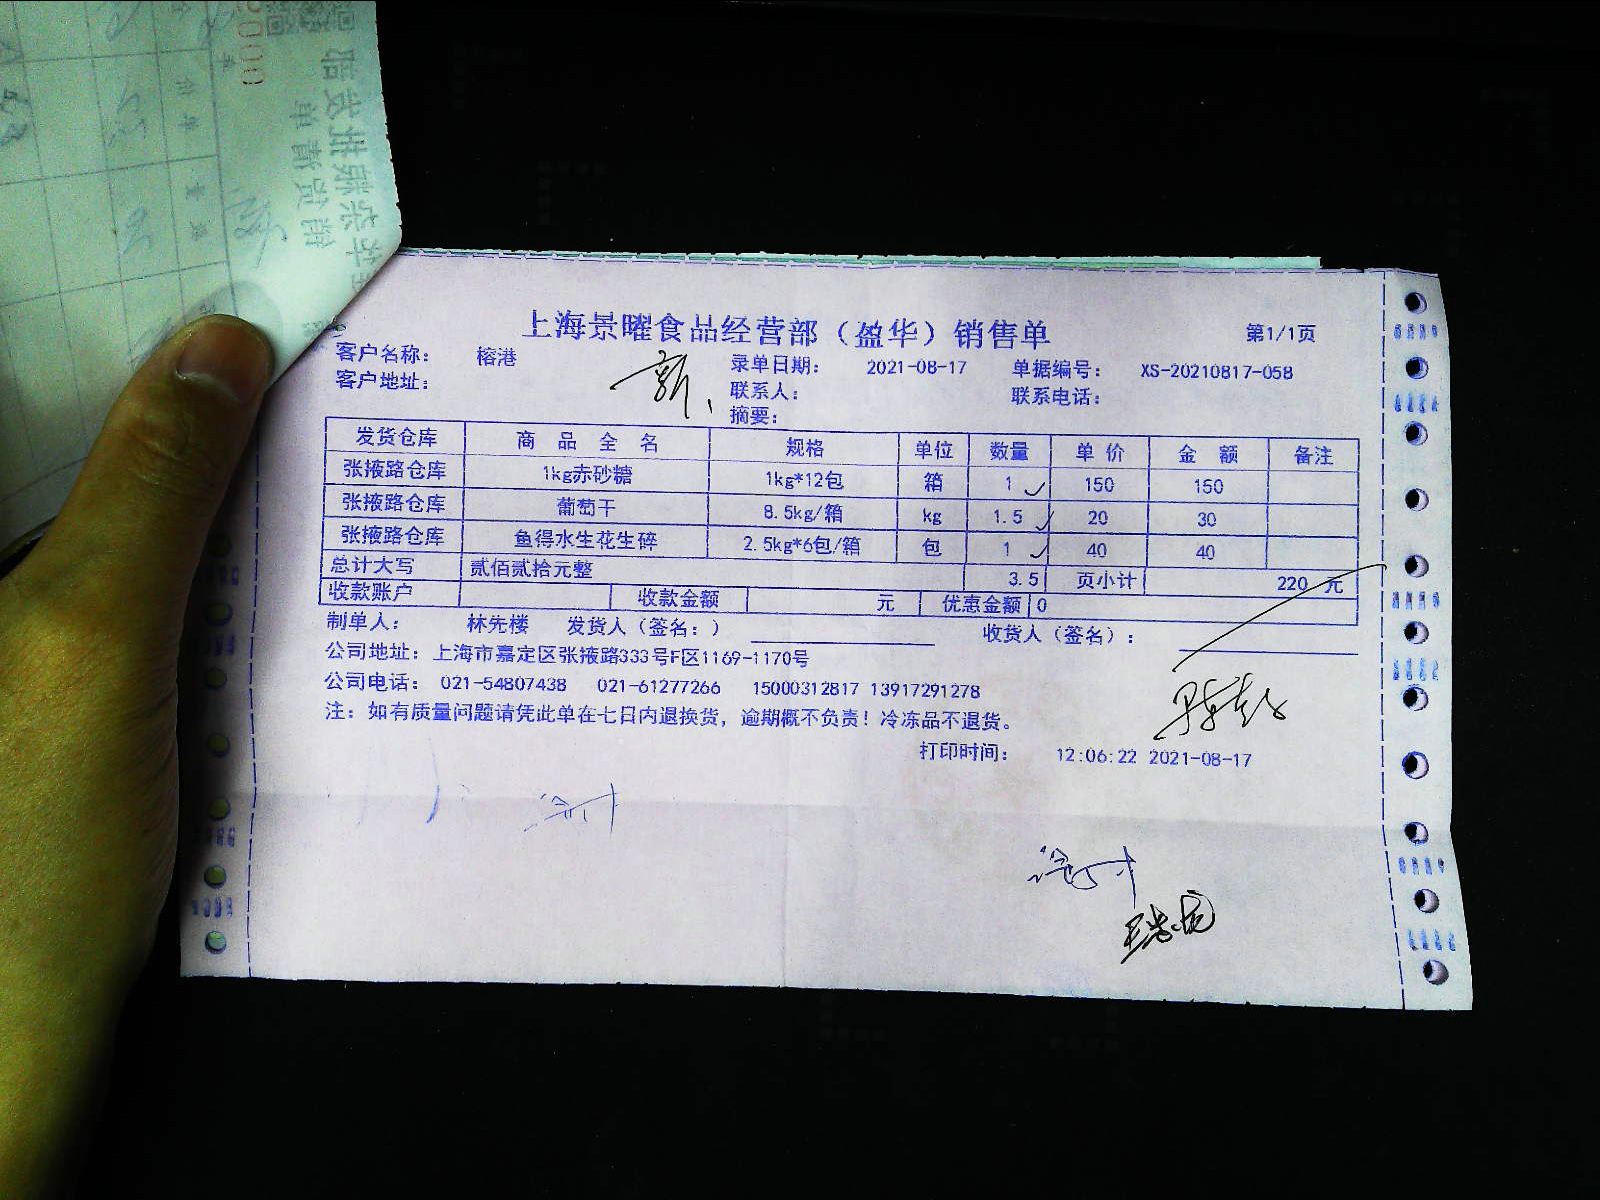 上海景曜食品经营部（盈华）销售单 第1/1页
客户名称： 榕港 录单日期： 2021-08-17 单据编号： XS-20210817-058
客户地址： 联系人： 联系电话：
摘要：
发货仓库 商品全名 规格 单位 数量 单价 金额 备注
张掖路仓库 1kg赤砂糖 1kg*12包 箱 1 150 150
张掖路仓库 葡萄干 8.5kg/箱 kg 1.5 20 30
张掖路仓库 鱼得水生花生碎 2.5kg*6包/箱 包 1 40 40
总计大写 贰佰贰拾元整 3.5 页小计 220 元
收款账户 收款金额 元 优惠金额 0
制单人： 林先楼 发货人（签名：） 收货人（签名）：
公司地址：上海市嘉定区张掖路333号F区1169-1170号
公司电话： 021-54807438 021-61277266 15000312817 13917291278
注：如有质量问题请凭此单在七日内退换货，逾期概不负责！冷冻品不退货。
打印时间： 12:06:22 2021-08-17